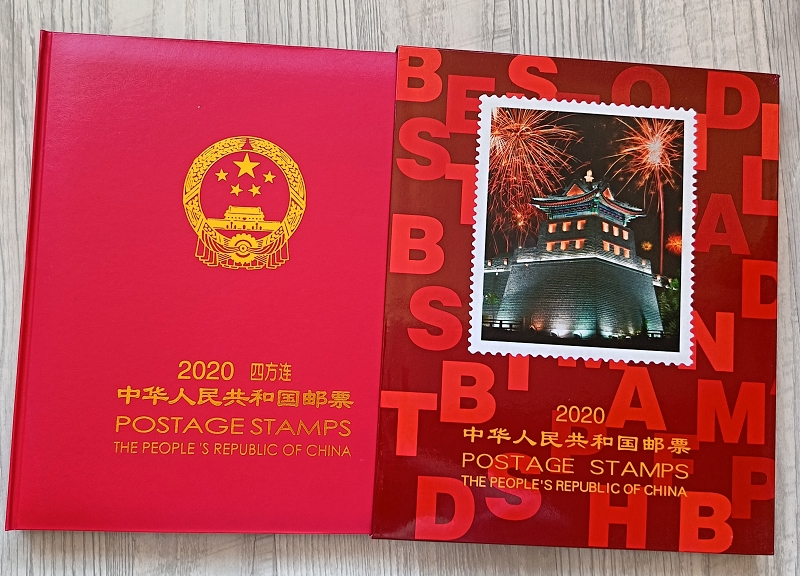 2020 四方连
中华人民共和国邮票
POSTAGE STAMPS
THE PEOPLE'S REPUBLIC OF CHINA
2020
中华人民共和国邮票
POSTAGE STAMPS
THE PEOPLE'S REPUBLIC OF CHINA